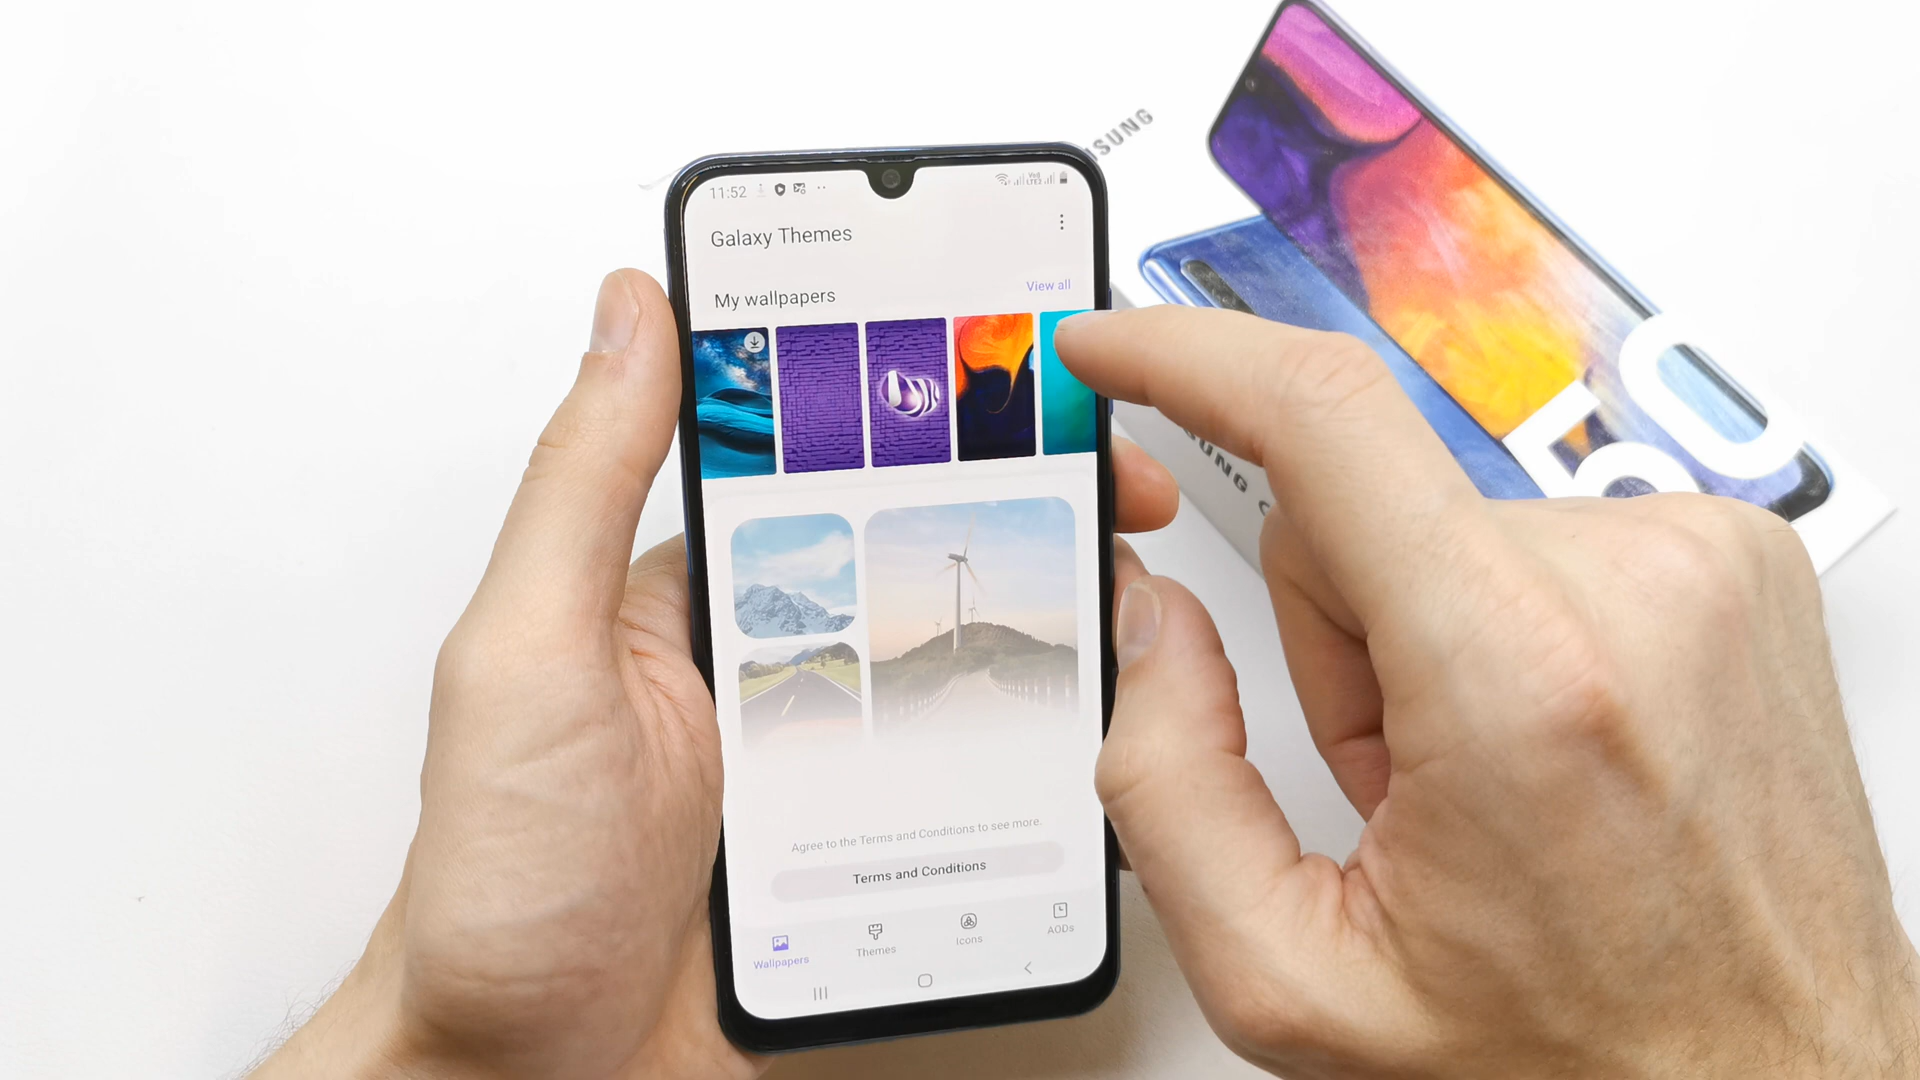 11:52
Galaxy Themes
My wallpapers
View all
Agree to the Terms and Conditions to see more.
Terms and Conditions
Wallpapers
Themes
Icons
AODs
50